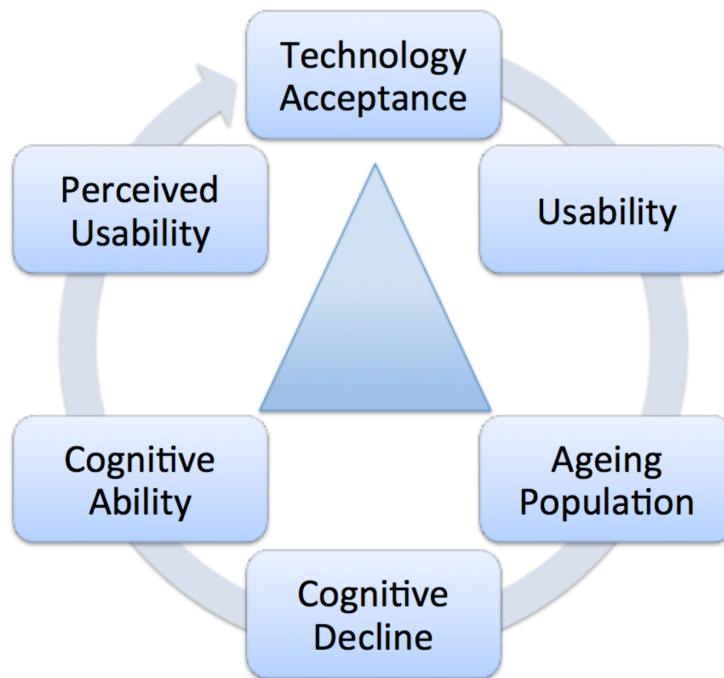 Technology
Acceptance
Usability
Ageing
Population
Cognitive
Decline
Cognitive
Ability
Perceived
Usability